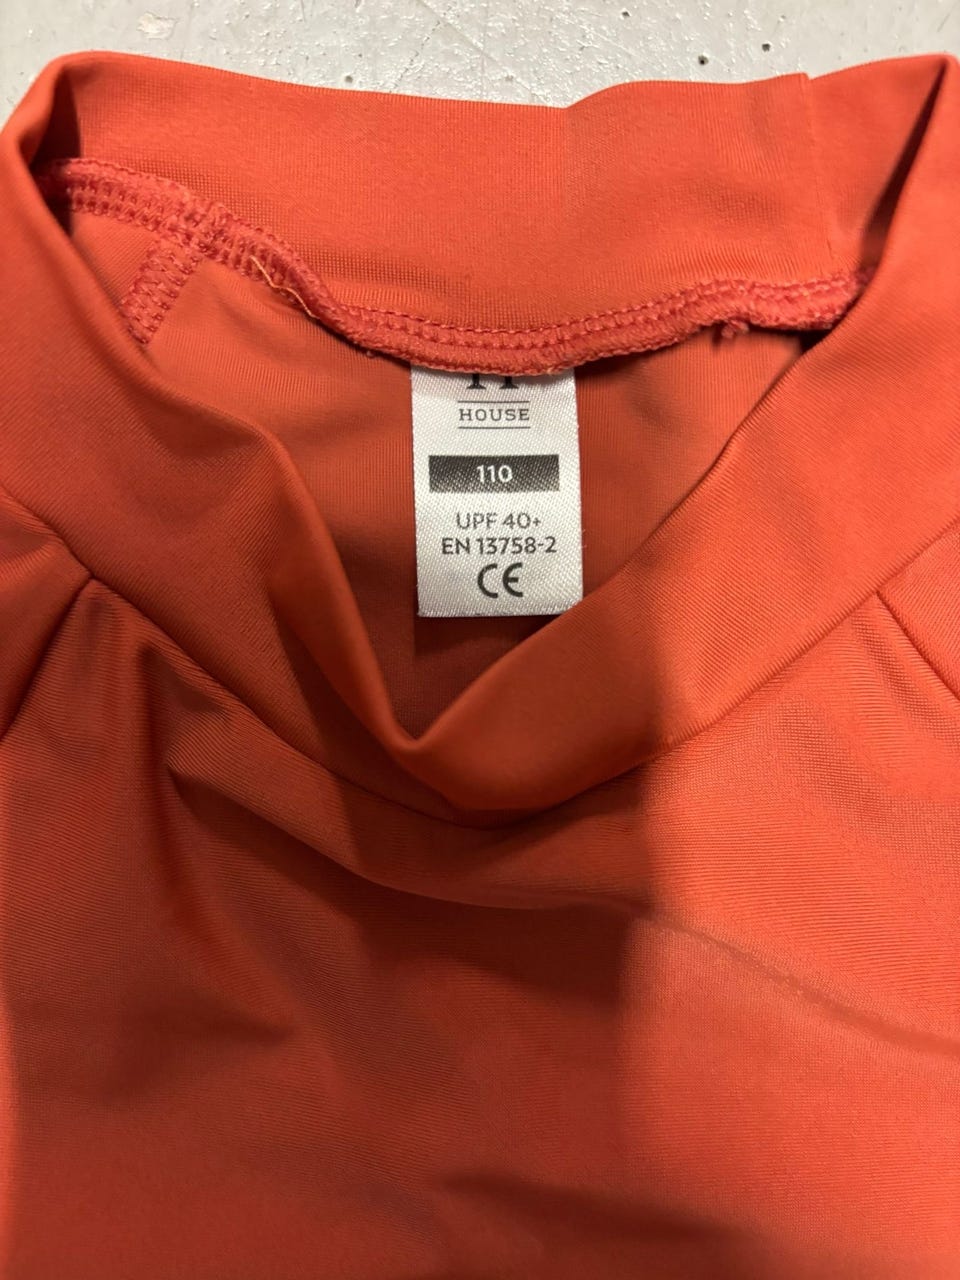 HOUSE
110
UPF 40+
EN 13758-2
CE